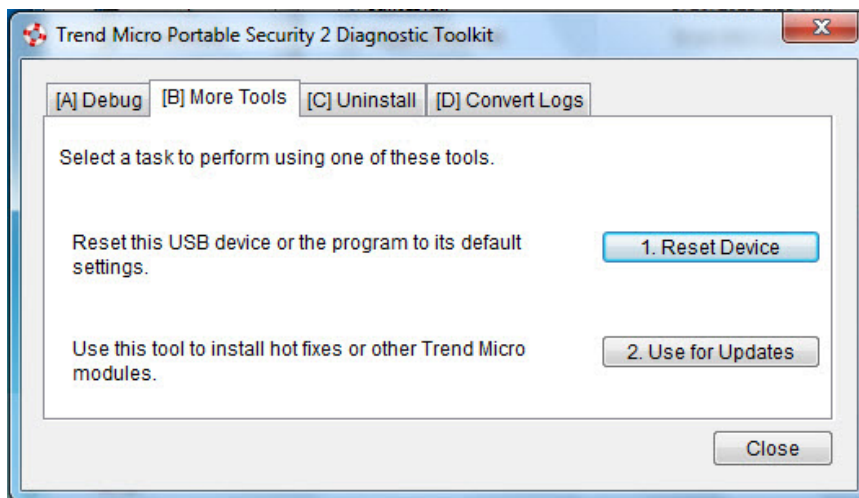 Trend Micro Portable Security 2 Diagnostic Toolkit
[A] Debug [B] More Tools [C] Uninstall [D] Convert Logs
Select a task to perform using one of these tools.
Reset this USB device or the program to its default
settings.
1. Reset Device
Use this tool to install hot fixes or other Trend Micro
modules.
2. Use for Updates
Close